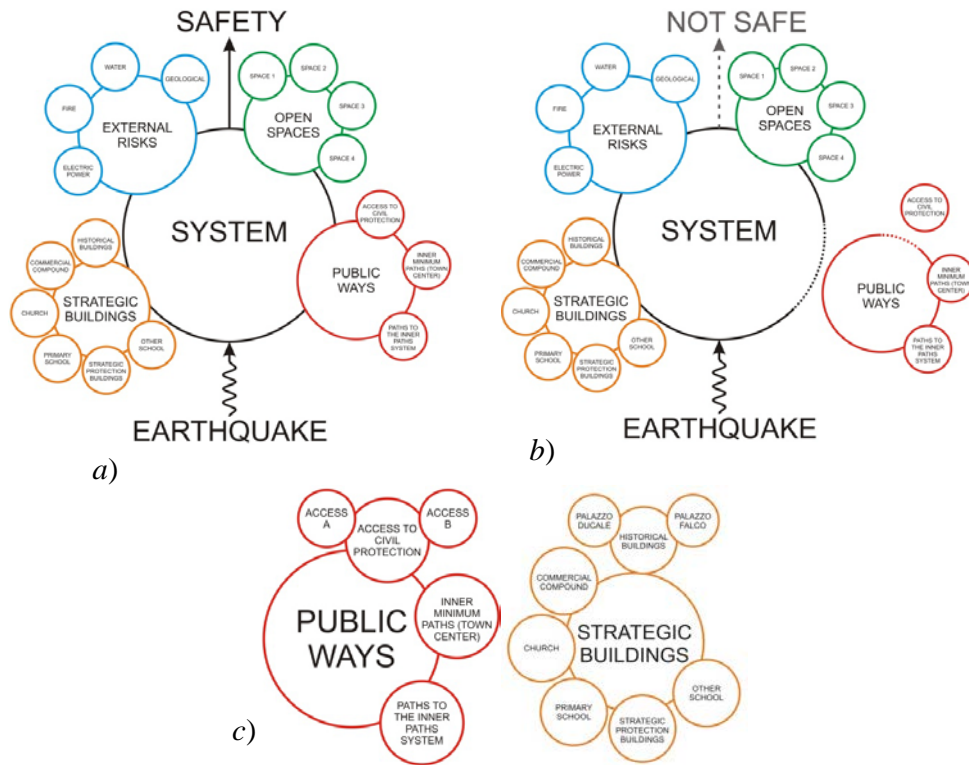 SAFETY
WATER
GEOLOGICAL
FIRE
EXTERNAL
RISKS
ELECTRIC
POWER
SPACE 1
SPACE 2
SPACE 3
SPACE 4
OPEN
SPACES
SYSTEM
HISTORICAL
BUILDINGS
COMMERCIAL
COMPOUND
CHURCH
STRATEGIC
BUILDINGS
PRIMARY
SCHOOL
STRATEGIC
PROTECTION
BUILDINGS
OTHER
SCHOOL
ACCESS TO
CIVIL
PROTECTION
INNER
MINIMUM
PATHS (TOWN
CENTER)
PUBLIC
WAYS
PATHS TO
THE INNER
PATHS
SYSTEM
EARTHQUAKE
a)
NOT SAFE
WATER
GEOLOGICAL
FIRE
EXTERNAL
RISKS
ELECTRIC
POWER
SPACE 1
SPACE 2
SPACE 3
SPACE 4
OPEN
SPACES
SYSTEM
HISTORICAL
BUILDINGS
COMMERCIAL
COMPOUND
CHURCH
STRATEGIC
BUILDINGS
PRIMARY
SCHOOL
STRATEGIC
PROTECTION
BUILDINGS
OTHER
SCHOOL
ACCESS TO
CIVIL
PROTECTION
INNER
MINIMUM
PATHS (TOWN
CENTER)
PUBLIC
WAYS
PATHS TO
THE INNER
PATHS
SYSTEM
EARTHQUAKE
b)
ACCESS
A
ACCESS TO
CIVIL
PROTECTION
ACCESS
B
INNER
MINIMUM
PATHS (TOWN
CENTER)
PUBLIC
WAYS
PATHS TO
THE INNER
PATHS
SYSTEM
PALAZZO
DUCALE
HISTORICAL
BUILDINGS
PALAZZO
FALCO
COMMERCIAL
COMPOUND
CHURCH
STRATEGIC
BUILDINGS
PRIMARY
SCHOOL
STRATEGIC
PROTECTION
BUILDINGS
OTHER
SCHOOL
c)